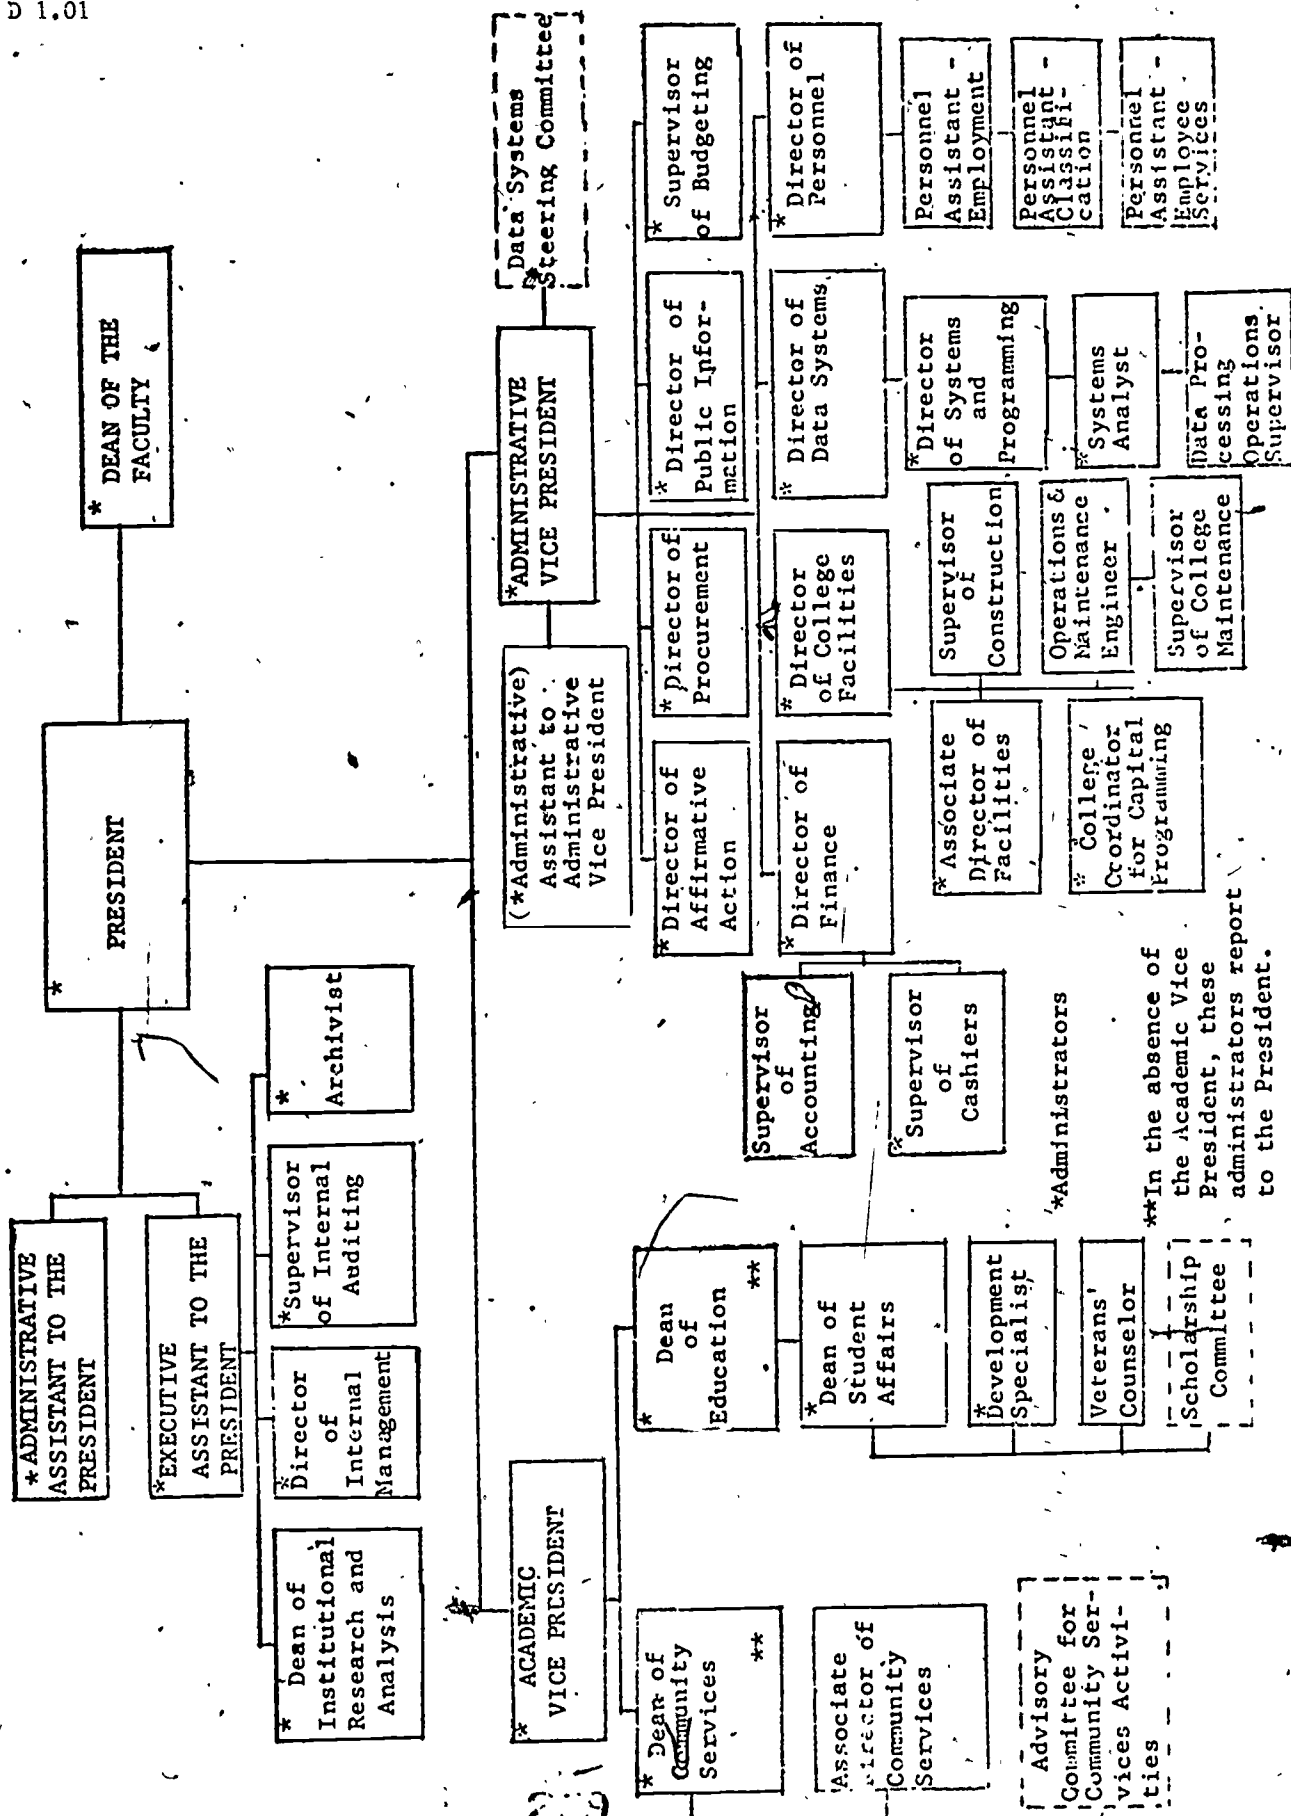 D 1.01
*
PRESIDENT
* DEAN OF THE
FACULTY
*ADMINISTRATIVE
ASSISTANT TO THE
PRESIDENT
*EXECUTIVE
ASSISTANT TO THE
PRESIDENT
* Dean of
Institutional
Research and
Analysis
*Director
of
Internal
Management
*Supervisor
of Internal
Auditing
*
Archivist
ACADEMIC
* VICE PRESIDENT
(*Administrative)
Assistant to
Administrative
Vice President
*ADMINISTRATIVE
VICE PRESIDENT
Data Systems
*
Steering Committee
* Dean of
Community
Services
**
Associate
Director of
Community
Services
Advisory
Committee for
Community Ser-
vices Activi-
ties
Dean
of
* Education
**
* Dean of
Student
Affairs
*Development
Specialist
Veterans'
Counselor
Scholarship
Committee
*Director of
Affirmative
Action
*Director of
Procurement
* Director of
Public Infor-
mation
* Supervisor
of Budgeting
* Director of
Finance
* Director
of College
Facilities
Director of
* Data Systems
Director of
* Personnel
Supervisor
of
Accounting
Supervisor
* of
Cashiers
* Associate
Director of
Facilities
* College
Coordinator
for Capital
Programming
Supervisor
of
Construction
Operations &
Maintenance
Engineer
Supervisor
of College
Maintenance
*Director
of Systems
and
Programming
* Systems
Analyst
Data Pro-
cessing
Operations
Supervisor
Personnel
Assistant -
Employment
Personnel
Assistant -
Classifi-
cation
Personnel
Assistant -
Employee
Services
*Administrators
**In the absence of
the Academic Vice
President, these
administrators report
to the President.